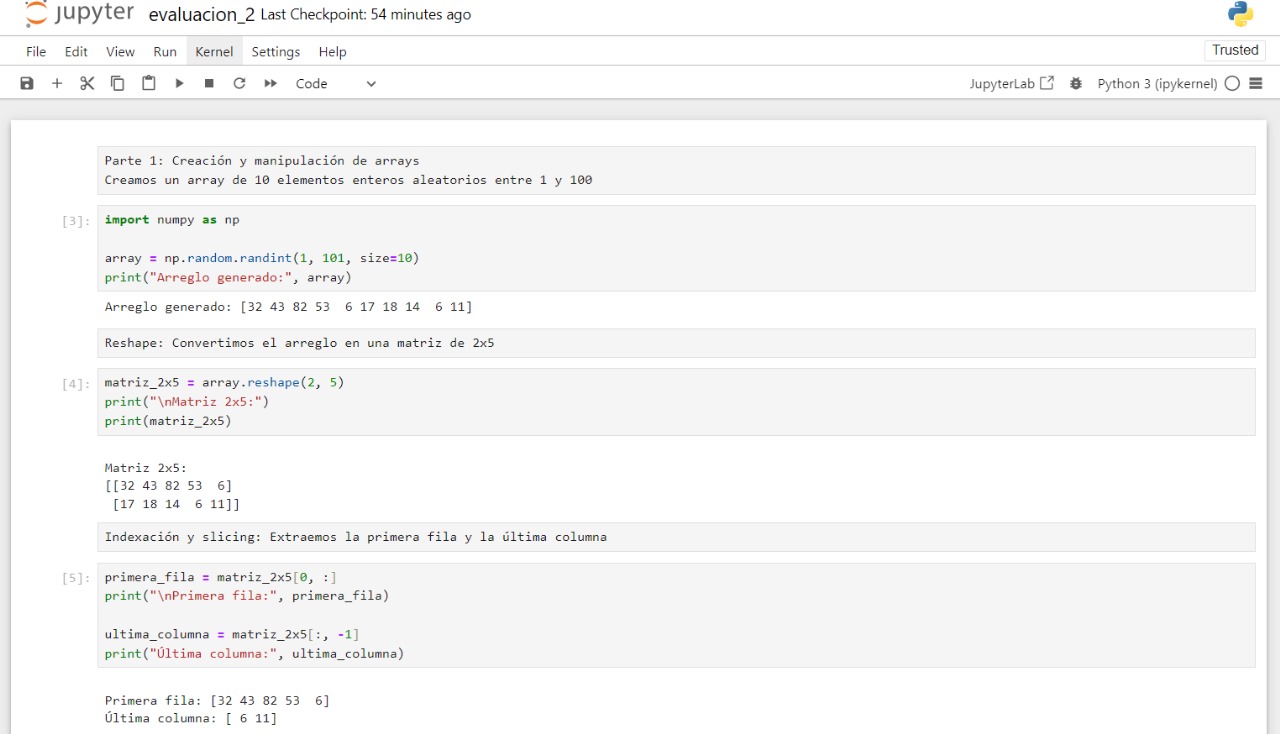 jupyter evaluacion_2 Last Checkpoint: 54 minutes ago
File Edit View Run Kernel Settings Help
Trusted
Code
JupyterLab
Python 3 (ipykernel)
Parte 1: Creación y manipulación de arrays
Creamos un array de 10 elementos enteros aleatorios entre 1 y 100
[3]:
import numpy as np
array = np.random.randint(1, 101, size=10)
print("Arreglo generado:", array)
Arreglo generado: [32 43 82 53  6 17 18 14  6 11]
Reshape: Convertimos el arreglo en una matriz de 2x5
[4]:
matriz_2x5 = array.reshape(2, 5)
print("\nMatriz 2x5:")
print(matriz_2x5)
Matriz 2x5:
[[32 43 82 53  6]
 [17 18 14  6 11]]
Indexación y slicing: Extraemos la primera fila y la última columna
[5]:
primera_fila = matriz_2x5[0, :]
print("\nPrimera fila:", primera_fila)
ultima_columna = matriz_2x5[:, -1]
print("Última columna:", ultima_columna)
Primera fila: [32 43 82 53  6]
Última columna: [ 6 11]